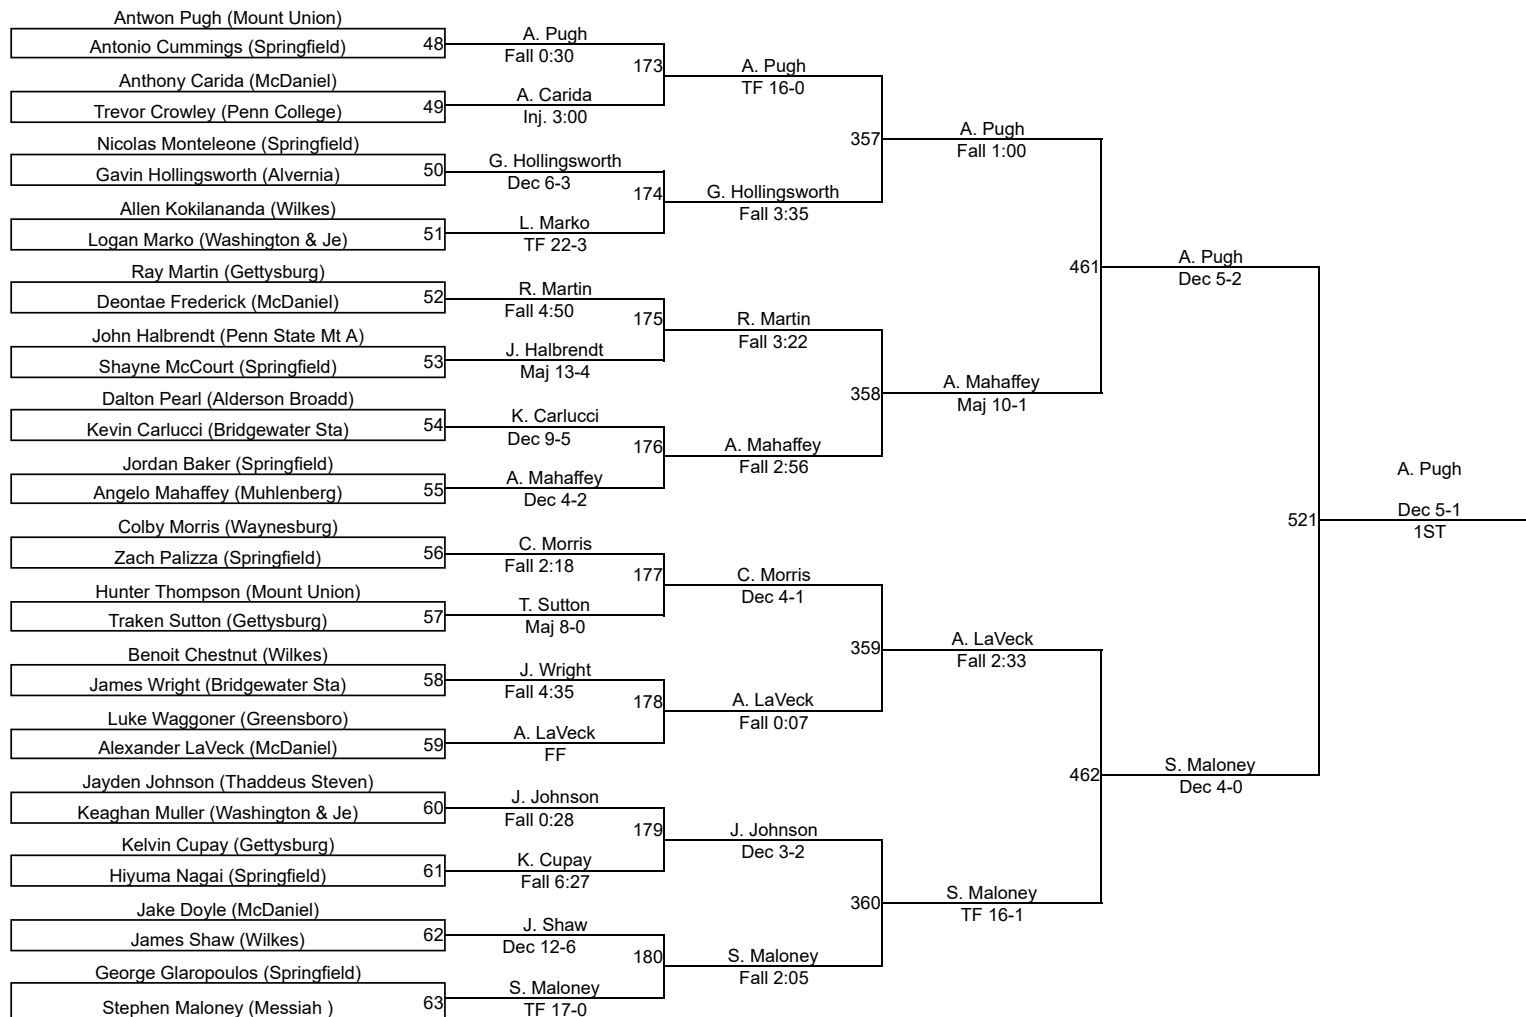 Antwon Pugh (Mount Union)
Antonio Cummings (Springfield)
48
A. Pugh
Fall 0:30
Anthony Carida (McDaniel)
Trevor Crowley (Penn College)
49
A. Carida
Inj. 3:00
173
A. Pugh
TF 16-0
Nicolas Monteleone (Springfield)
Gavin Hollingsworth (Alvernia)
50
G. Hollingsworth
Dec 6-3
Allen Kokilananda (Wilkes)
Logan Marko (Washington & Je)
51
L. Marko
TF 22-3
174
G. Hollingsworth
Fall 3:35
357
A. Pugh
Fall 1:00
Ray Martin (Gettysburg)
Deontae Frederick (McDaniel)
52
R. Martin
Fall 4:50
John Halbrendt (Penn State Mt A)
Shayne McCourt (Springfield)
53
J. Halbrendt
Maj 13-4
175
R. Martin
Fall 3:22
Dalton Pearl (Alderson Broadd)
Kevin Carlucci (Bridgewater Sta)
54
K. Carlucci
Dec 9-5
Jordan Baker (Springfield)
Angelo Mahaffey (Muhlenberg)
55
A. Mahaffey
Dec 4-2
176
A. Mahaffey
Fall 2:56
358
A. Mahaffey
Maj 10-1
461
A. Pugh
Dec 5-2
Colby Morris (Waynesburg)
Zach Palizza (Springfield)
56
C. Morris
Fall 2:18
Hunter Thompson (Mount Union)
Traken Sutton (Gettysburg)
57
T. Sutton
Maj 8-0
177
C. Morris
Dec 4-1
Benoit Chestnut (Wilkes)
James Wright (Bridgewater Sta)
58
J. Wright
Fall 4:35
Luke Waggoner (Greensboro)
Alexander LaVeck (McDaniel)
59
A. LaVeck
FF
178
A. LaVeck
Fall 0:07
359
A. LaVeck
Fall 2:33
Jayden Johnson (Thaddeus Steven)
Keaghan Muller (Washington & Je)
60
J. Johnson
Fall 0:28
Kelvin Cupay (Gettysburg)
Hiyuma Nagai (Springfield)
61
K. Cupay
Fall 6:27
179
J. Johnson
Dec 3-2
Jake Doyle (McDaniel)
James Shaw (Wilkes)
62
J. Shaw
Dec 12-6
George Glaropoulos (Springfield)
Stephen Maloney (Messiah )
63
S. Maloney
TF 17-0
180
S. Maloney
Fall 2:05
360
S. Maloney
TF 16-1
462
S. Maloney
Dec 4-0
521
A. Pugh
Dec 5-1
1ST